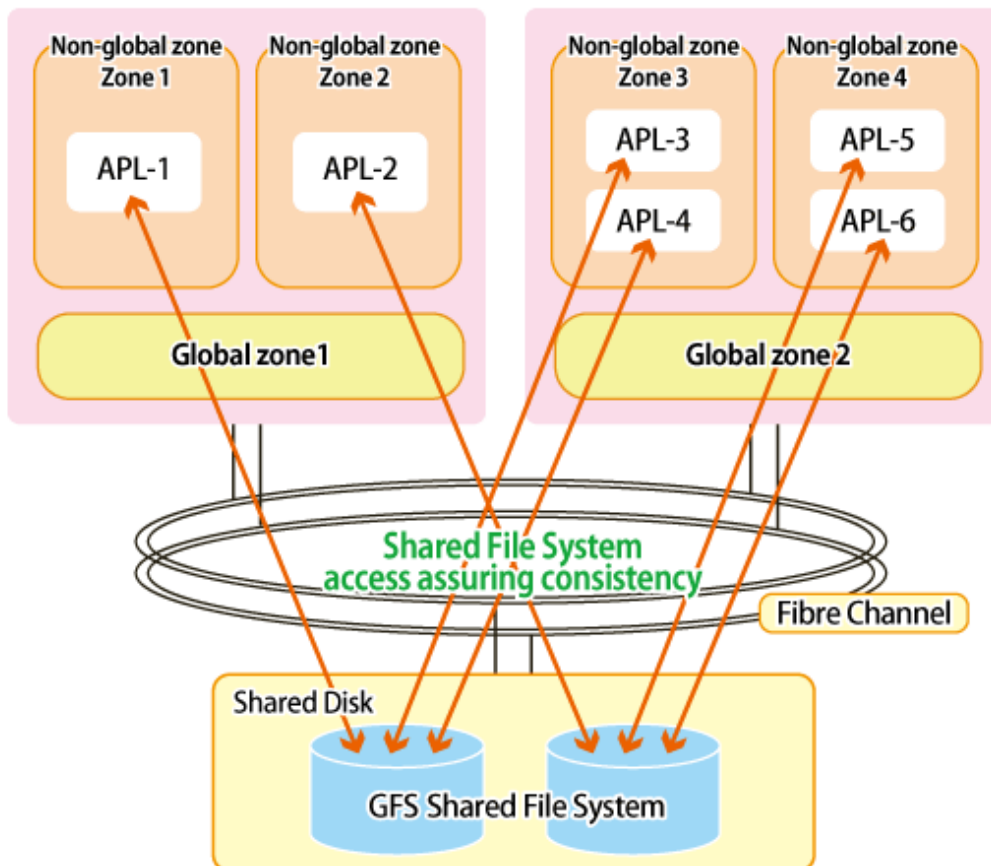 Non-global zone
Zone 1
Non-global zone
Zone 2
Non-global zone
Zone 3
Non-global zone
Zone 4
APL-1
APL-2
APL-3
APL-4
APL-5
APL-6
Global zone1
Global zone 2
Shared File System
access assuring consistency
Fibre Channel
Shared Disk
GFS Shared File System